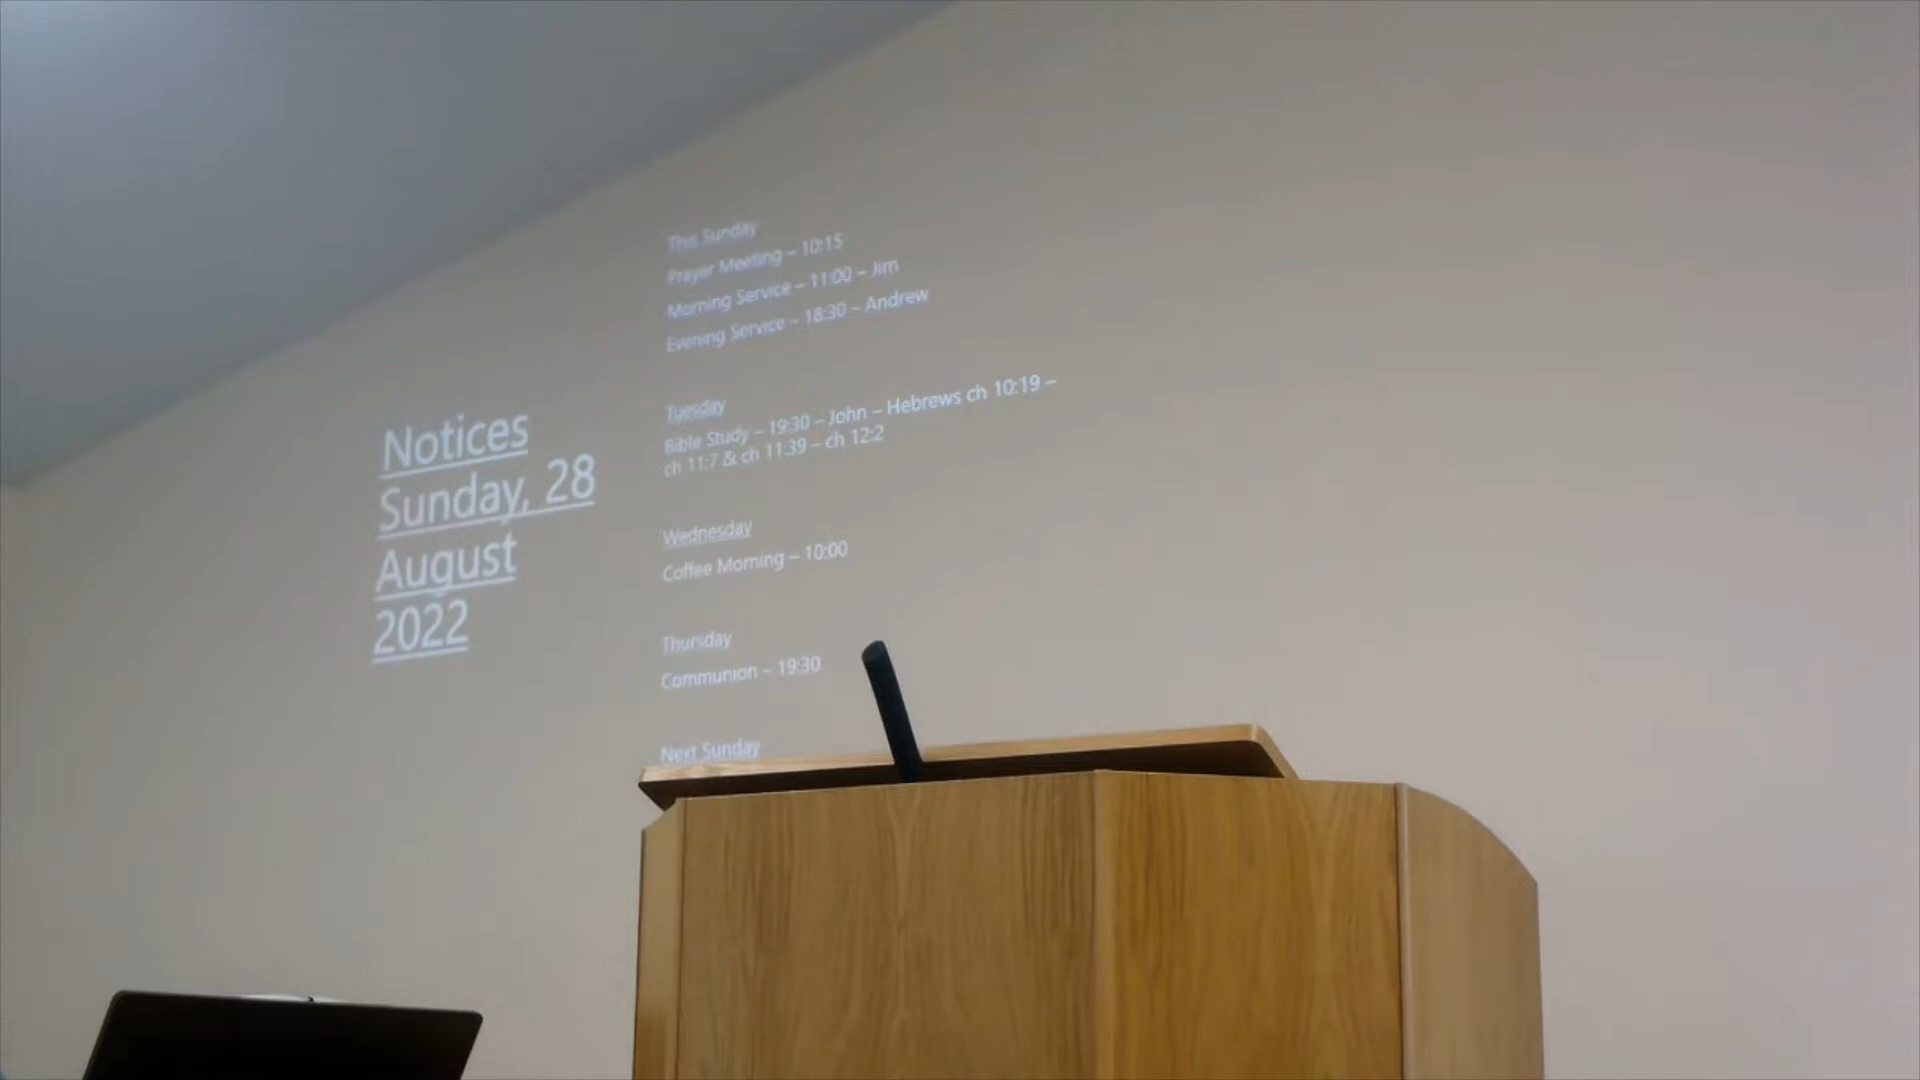 Notices
Sunday, 28
August
2022
This Sunday
Prayer Meeting – 10:15
Morning Service – 11:00 – Jim
Evening Service – 18:30 – Andrew
Tuesday
Bible Study – 19:30 – John – Hebrews ch 10:19 –
ch 11:7 & ch 11:39 – ch 12:2
Wednesday
Coffee Morning – 10:00
Thursday
Communion – 19:30
Next Sunday